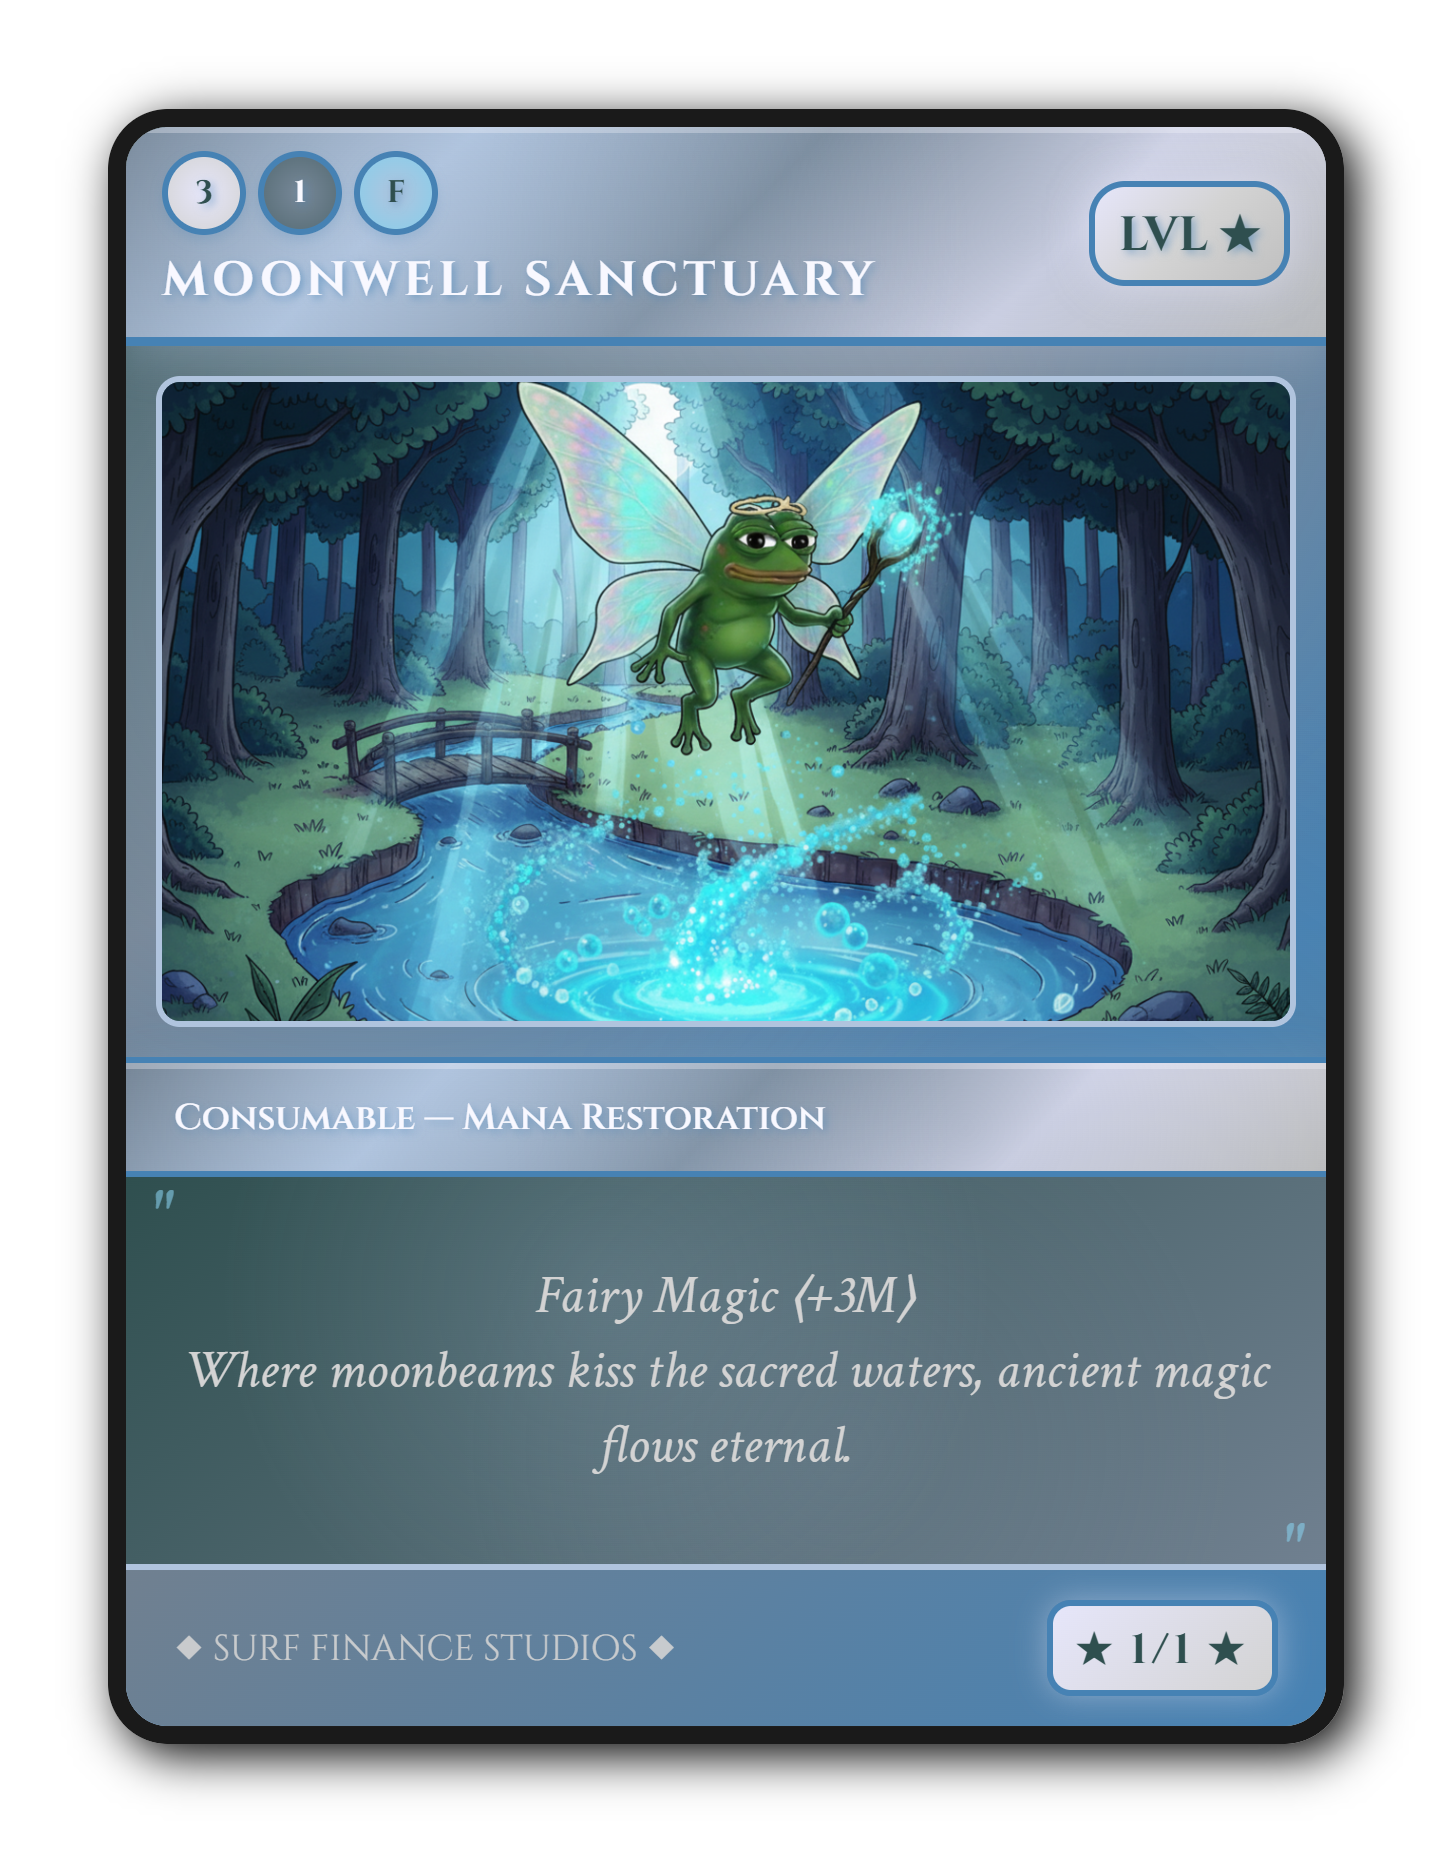 3 1 F
LVL ★
MOONWELL SANCTUARY
CONSUMABLE — MANA RESTORATION
"
Fairy Magic ⟨+3M⟩
Where moonbeams kiss the sacred waters, ancient magic
flows eternal.
"
◆ SURF FINANCE STUDIOS ◆
★ 1/1 ★